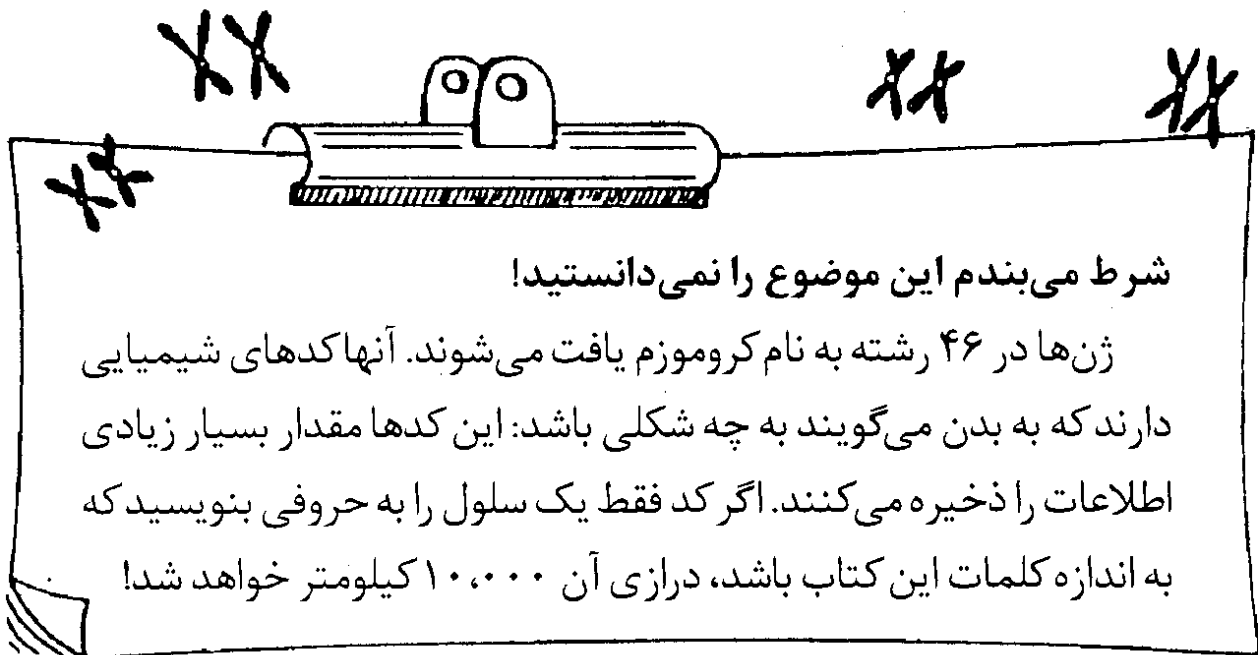 شرط می‌بندم این موضوع را نمی‌دانستید!
ژن‌ها در ۴۶ رشته به نام کروموزم یافت می‌شوند. آنها کدهای شیمیایی
دارند که به بدن می‌گویند به چه شکلی باشد: این کدها مقدار بسیار زیادی
اطلاعات را ذخیره می‌کنند. اگر کد فقط یک سلول را به حروفی بنویسید که
به اندازه کلمات این کتاب باشد، درازی آن ۱۰،۰۰۰ کیلومتر خواهد شد!